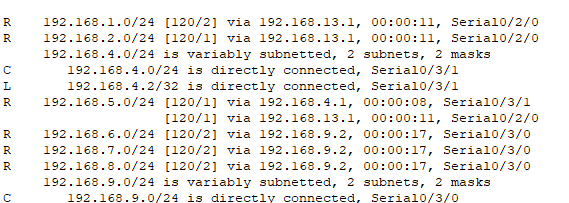 R 192.168.1.0/24 [120/2] via 192.168.13.1, 00:00:11, Serial0/2/0
R 192.168.2.0/24 [120/2] via 192.168.13.1, 00:00:11, Serial0/2/0
192.168.4.0/24 is variably subnetted, 2 subnets, 2 masks
C 192.168.4.0/24 is directly connected, Serial0/3/1
L 192.168.4.2/32 is directly connected, Serial0/3/1
R 192.168.5.0/24 [120/1] via 192.168.4.1, 00:00:08, Serial0/3/1
[120/1] via 192.168.13.1, 00:00:11, Serial0/2/0
R 192.168.6.0/24 [120/2] via 192.168.9.2, 00:00:17, Serial0/3/0
R 192.168.7.0/24 [120/2] via 192.168.9.2, 00:00:17, Serial0/3/0
R 192.168.8.0/24 [120/2] via 192.168.9.2, 00:00:17, Serial0/3/0
192.168.9.0/24 is variably subnetted, 2 subnets, 2 masks
C 192.168.9.0/24 is directly connected, Serial0/3/0